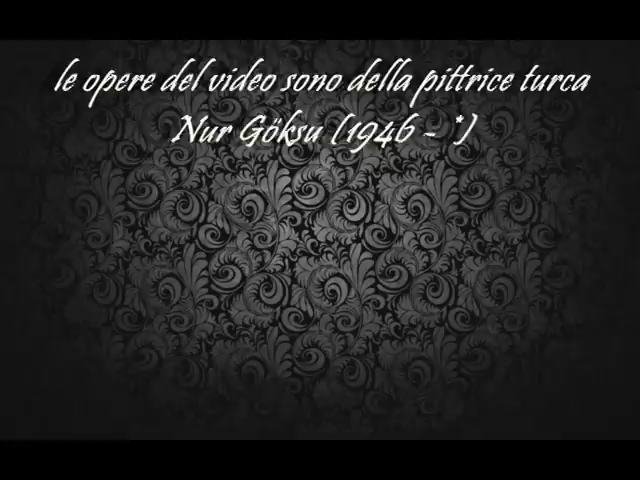 le opere del video sono della pittrice turca
Nur Göksu (1946 - *)